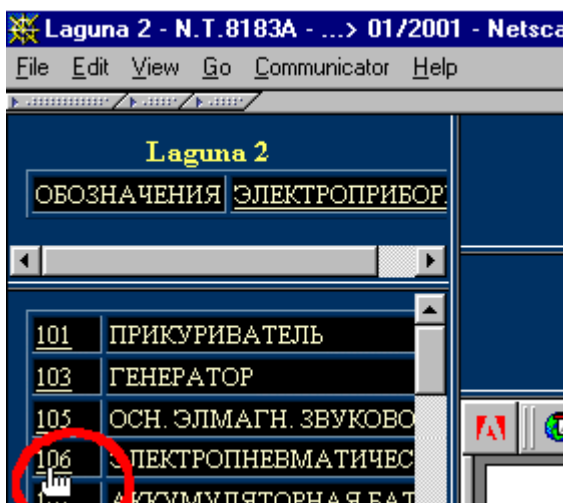 Laguna 2 - N.T.8183A - ...> 01/2001 - Netsca
File Edit View Go Communicator Help
Laguna 2
ОБОЗНАЧЕНИЯ ЭЛЕКТРОПРИБОР
101 ПРИКУРИВАТЕЛЬ
103 ГЕНЕРАТОР
105 ОСН. ЭЛМАГН. ЗВУКОВО
106 ЭЛЕКТРОПНЕВМАТИЧЕС
АККУМУЛЯТОРНАЯ БАТ